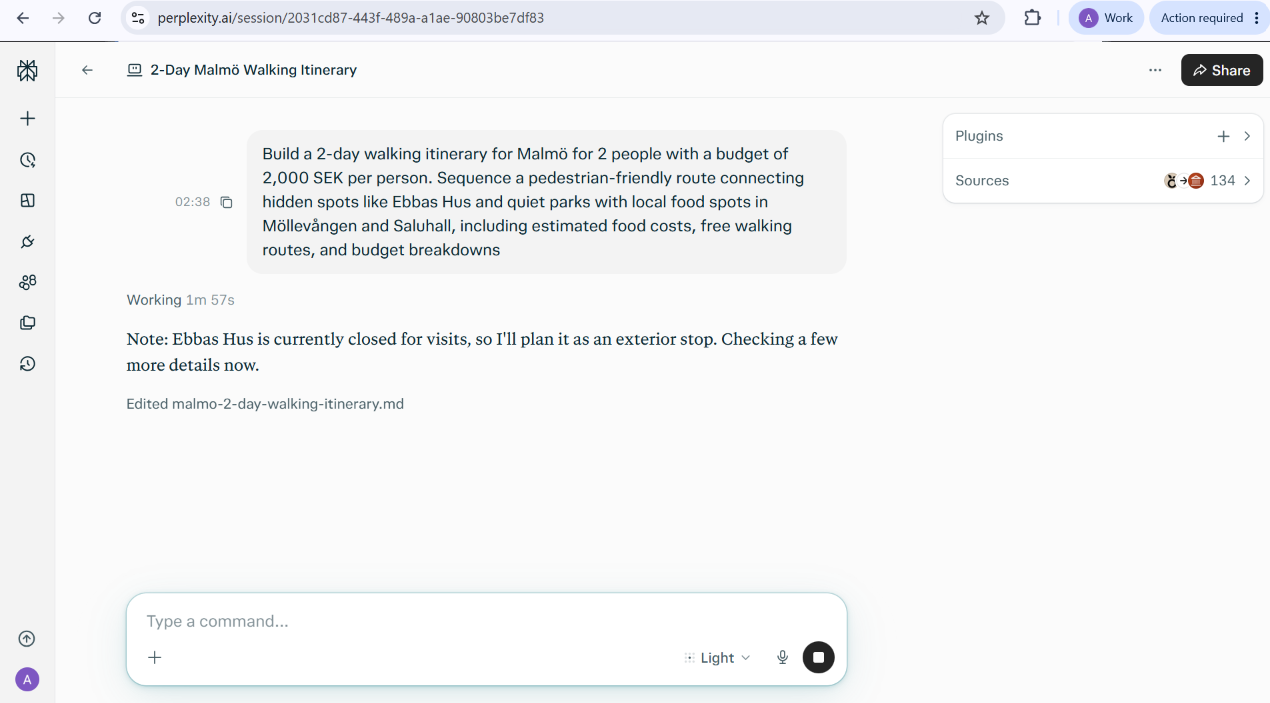 perplexity.ai/session/2031cd87-443f-489a-a1ae-90803be7df83
A Work
Action required
2-Day Malmö Walking Itinerary
Share
Build a 2-day walking itinerary for Malmö for 2 people with a budget of
2,000 SEK per person. Sequence a pedestrian-friendly route connecting
hidden spots like Ebbas Hus and quiet parks with local food spots in
Möllevången and Saluhall, including estimated food costs, free walking
routes, and budget breakdowns
02:38
Plugins
Sources
134
Working 1m 57s
Note: Ebbas Hus is currently closed for visits, so I'll plan it as an exterior stop. Checking a few
more details now.
Edited malmo-2-day-walking-itinerary.md
Type a command...
Light
A